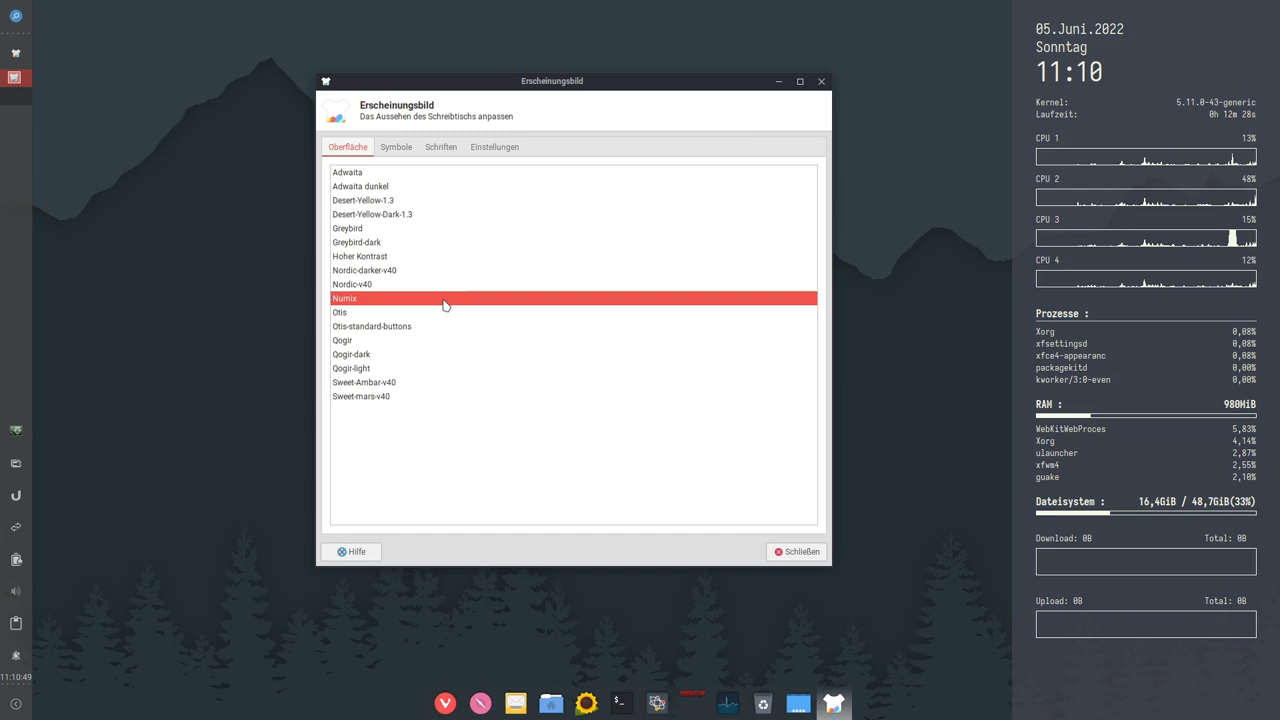 Erscheinungsbild
Erscheinungsbild
Das Aussehen des Schreibtischs anpassen
Oberfläche
Symbole
Schriften
Einstellungen
Adwaita
Adwaita dunkel
Desert-Yellow-1.3
Desert-Yellow-Dark-1.3
Greybird
Greybird-dark
Hoher Kontrast
Nordic-darker-v40
Nordic-v40
Numix
Otis
Otis-standard-buttons
Qogir
Qogir-dark
Qogir-light
Sweet-Ambar-v40
Sweet-mars-v40
Hilfe
Schließen
11:10:49
05.Juni.2022
Sonntag
11:10
Kernel: 5.11.0-43-generic
Laufzeit: 0h 12m 28s
CPU 1 13%
CPU 2 48%
CPU 3 15%
CPU 4 12%
Prozesse :
Xorg 0,08%
xfsettingsd 0,08%
xfce4-appearanc 0,08%
packagekitd 0,00%
kworker/3:0-even 0,00%
RAM : 980MiB
WebKitWebProces 5,83%
Xorg 4,14%
ulauncher 2,87%
xfwm4 2,55%
guake 2,10%
Dateisystem : 16,4GiB / 48,7GiB(33%)
Download: 0B Total: 0B
Upload: 0B Total: 0B